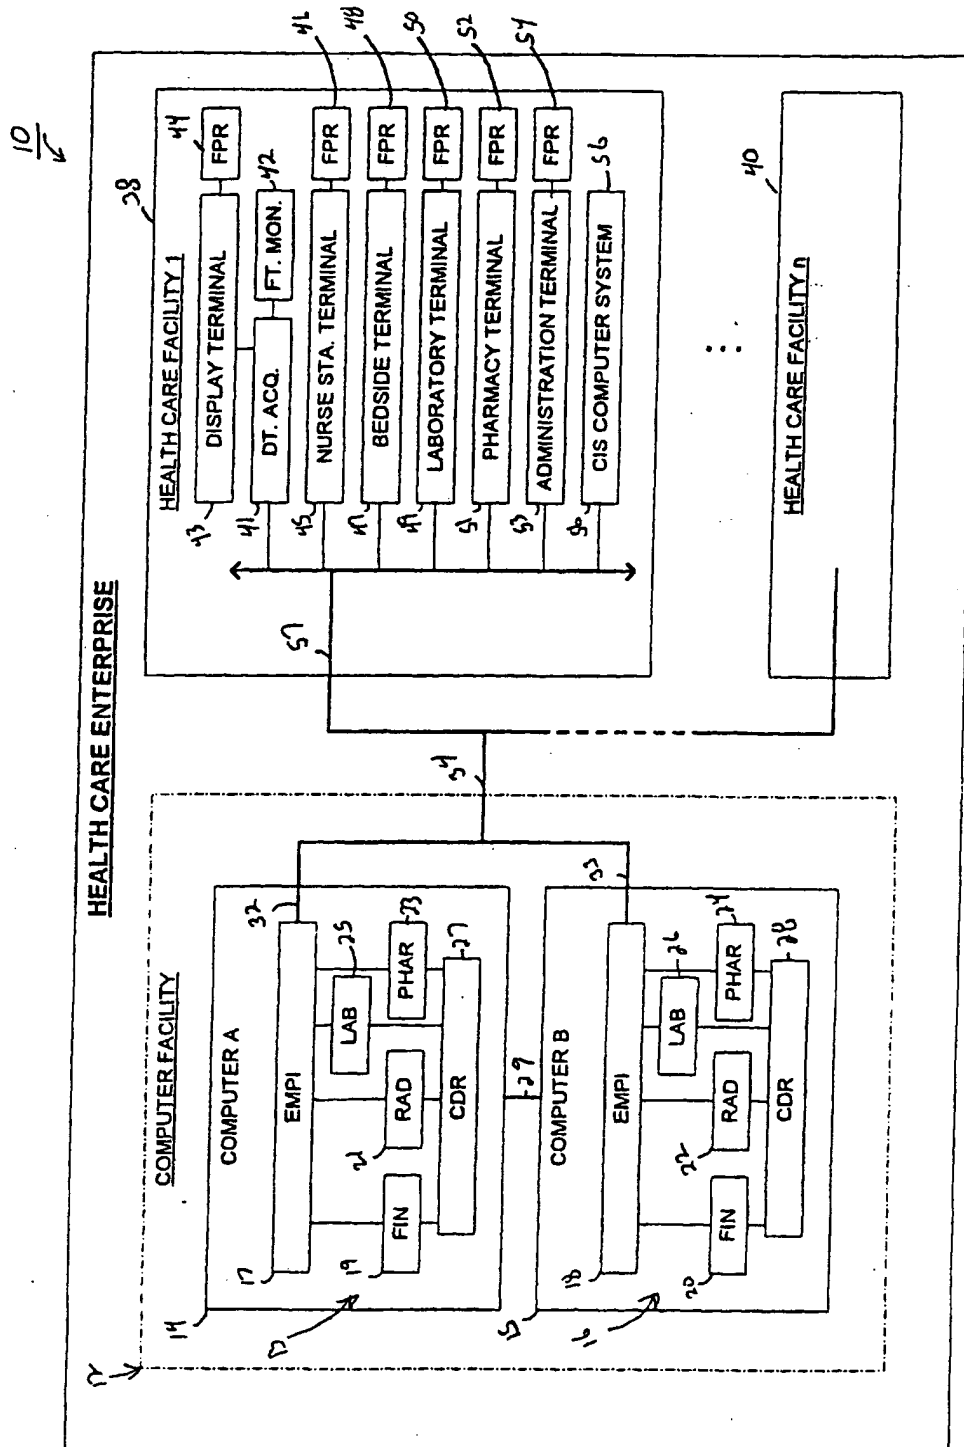 10
HEALTH CARE ENTERPRISE
COMPUTER FACILITY
12
14
COMPUTER A
17
EMPI
32
25
LAB
19
FIN
21
RAD
PHAR
23
CDR
27
29
15
COMPUTER B
16
18
EMPI
33
26
LAB
20
FIN
22
RAD
PHAR
24
CDR
28
34
38
HEALTH CARE FACILITY 1
43
DISPLAY TERMINAL
FPR
44
41
DT. ACQ.
FT. MON.
42
45
NURSE STA. TERMINAL
FPR
47
BEDSIDE TERMINAL
FPR
48
49
LABORATORY TERMINAL
FPR
50
51
PHARMACY TERMINAL
FPR
52
53
ADMINISTRATION TERMINAL
FPR
54
56
CIS COMPUTER SYSTEM
56
57
...
40
HEALTH CARE FACILITY n